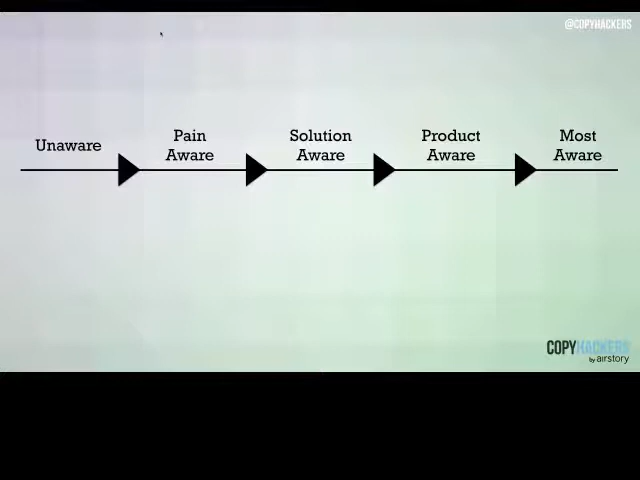 @COPYHACKERS
Unaware
Pain
Aware
Solution
Aware
Product
Aware
Most
Aware
COPYHACKERS
by airstory